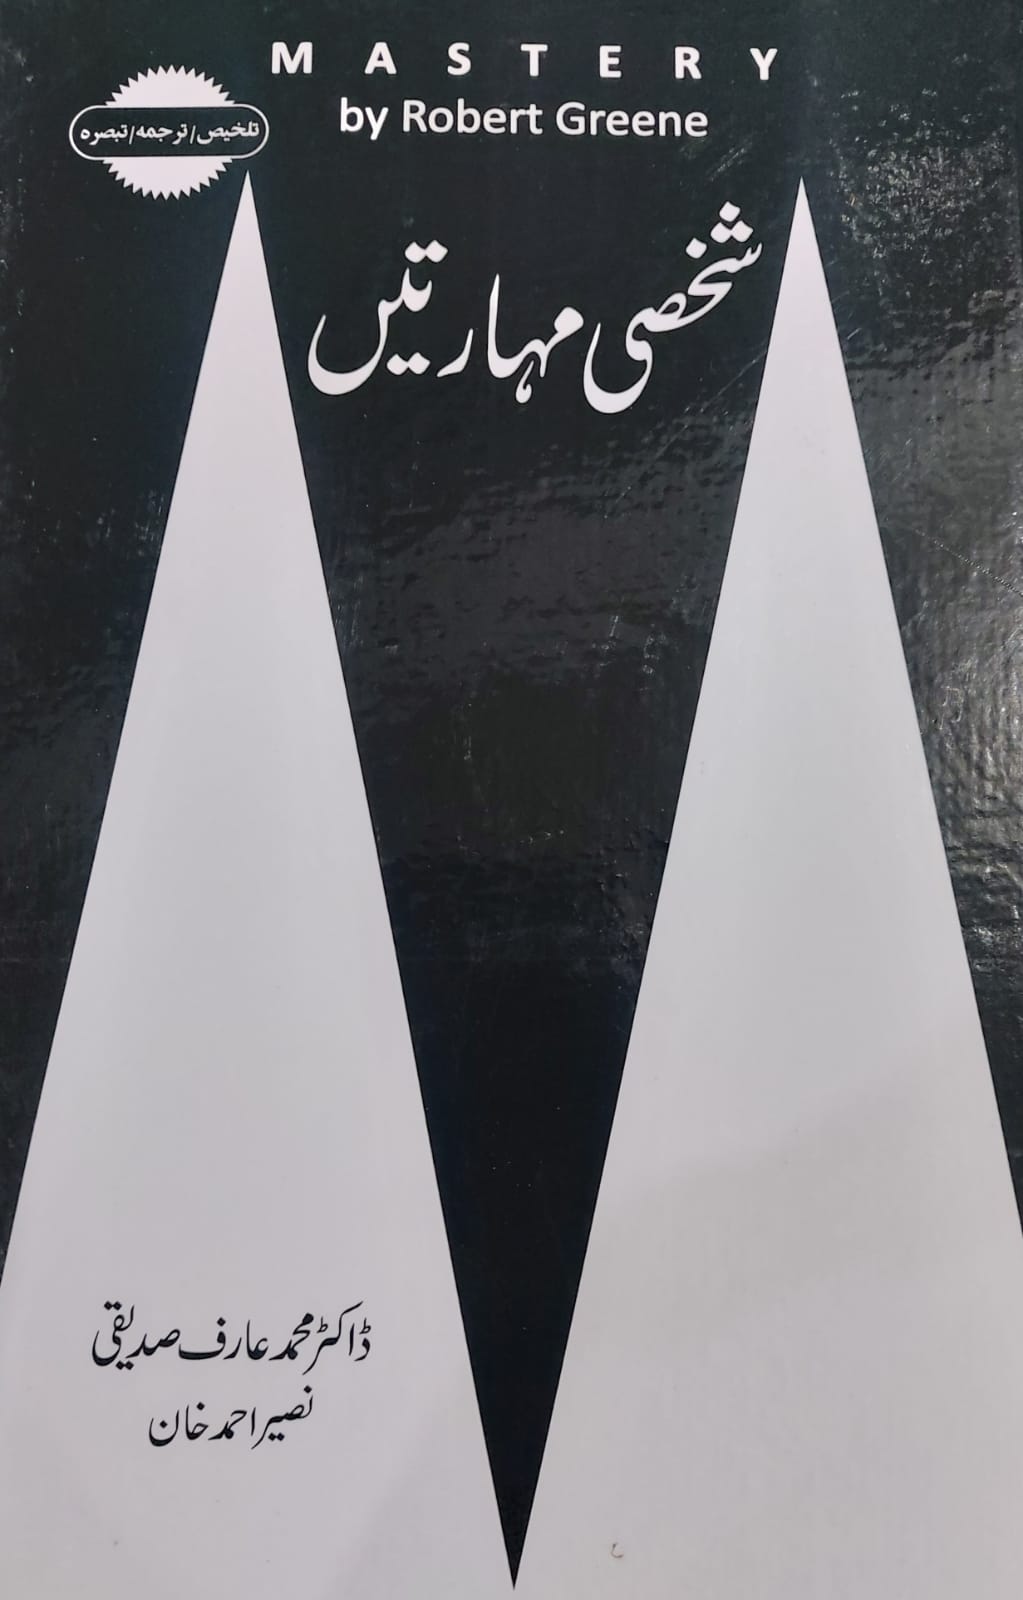 MASTERY
by Robert Greene
تلخیص/ترجمہ/تبصرہ
شخصی مہارتیں
ڈاکٹر محمد عارف صدیقی
نصیر احمد خان